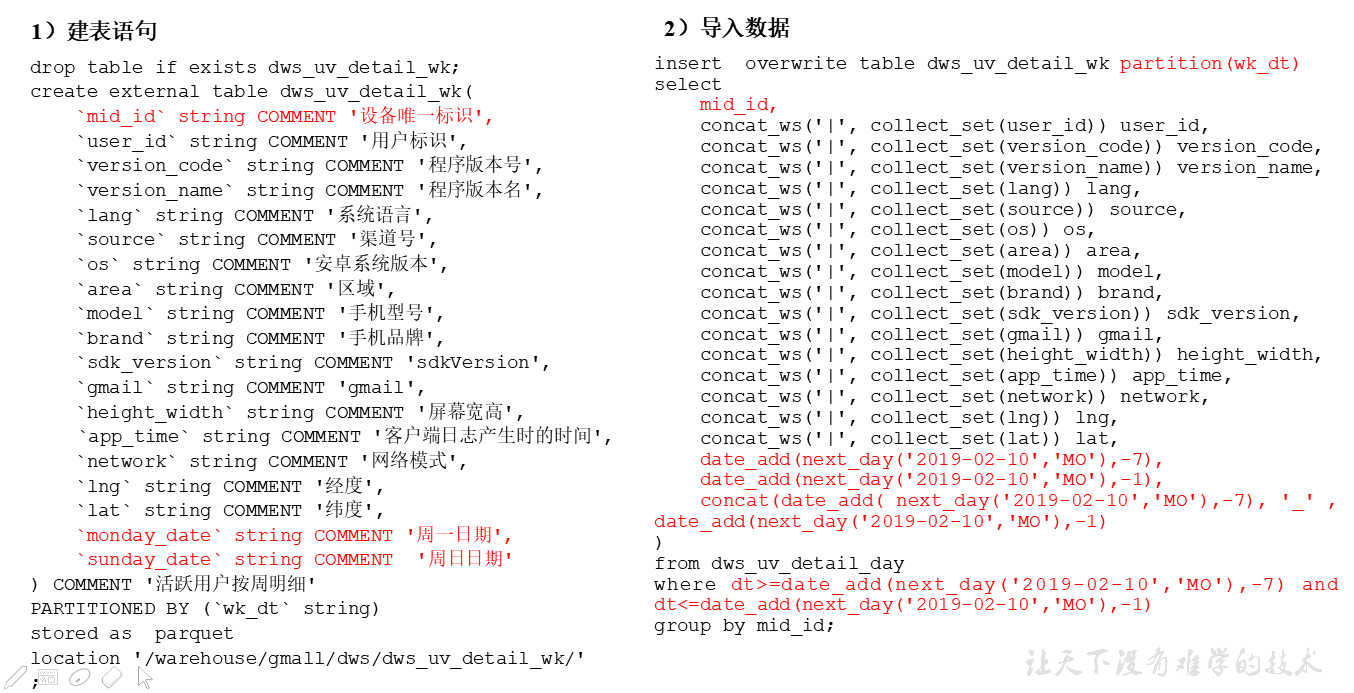 1）建表语句
drop table if exists dws_uv_detail_wk;
create external table dws_uv_detail_wk(
`mid_id` string COMMENT '设备唯一标识',
`user_id` string COMMENT '用户标识',
`version_code` string COMMENT '程序版本号',
`version_name` string COMMENT '程序版本名',
`lang` string COMMENT '系统语言',
`source` string COMMENT '渠道号',
`os` string COMMENT '安卓系统版本',
`area` string COMMENT '区域',
`model` string COMMENT '手机型号',
`brand` string COMMENT '手机品牌',
`sdk_version` string COMMENT 'sdkVersion',
`gmail` string COMMENT 'gmail',
`height_width` string COMMENT '屏幕宽高',
`app_time` string COMMENT '客户端日志产生时的时间',
`network` string COMMENT '网络模式',
`lng` string COMMENT '经度',
`lat` string COMMENT '纬度',
`monday_date` string COMMENT '周一日期',
`sunday_date` string COMMENT  '周日日期'
) COMMENT '活跃用户按周明细'
PARTITIONED BY (`wk_dt` string)
stored as  parquet
location '/warehouse/gmall/dws/dws_uv_detail_wk/'
;
2）导入数据
insert  overwrite table dws_uv_detail_wk partition(wk_dt)
select
mid_id,
concat_ws('|', collect_set(user_id)) user_id,
concat_ws('|', collect_set(version_code)) version_code,
concat_ws('|', collect_set(version_name)) version_name,
concat_ws('|', collect_set(lang)) lang,
concat_ws('|', collect_set(source)) source,
concat_ws('|', collect_set(os)) os,
concat_ws('|', collect_set(area)) area,
concat_ws('|', collect_set(model)) model,
concat_ws('|', collect_set(brand)) brand,
concat_ws('|', collect_set(sdk_version)) sdk_version,
concat_ws('|', collect_set(gmail)) gmail,
concat_ws('|', collect_set(height_width)) height_width,
concat_ws('|', collect_set(app_time)) app_time,
concat_ws('|', collect_set(network)) network,
concat_ws('|', collect_set(lng)) lng,
concat_ws('|', collect_set(lat)) lat,
date_add(next_day('2019-02-10','MO'),-7),
date_add(next_day('2019-02-10','MO'),-1),
concat(date_add( next_day('2019-02-10','MO'),-7), '_' ,
date_add(next_day('2019-02-10','MO'),-1)
)
from dws_uv_detail_day
where dt>=date_add(next_day('2019-02-10','MO'),-7) and
dt<=date_add(next_day('2019-02-10','MO'),-1)
group by mid_id;
让天下没有难学的技术